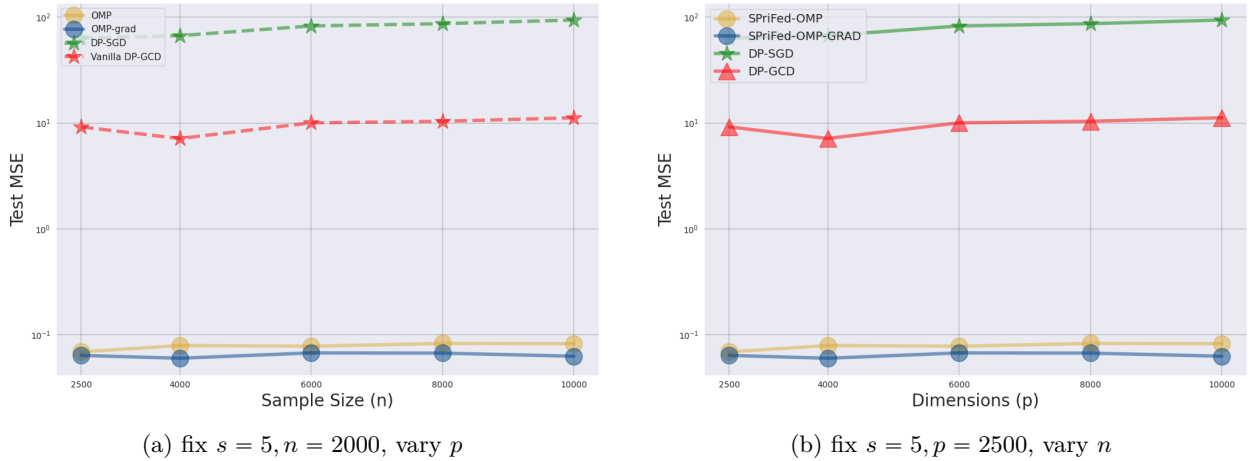 OMP
OMP-grad
DP-SGD
Vanilla DP-GCD
10²
10¹
10⁰
10⁻¹
Test MSE
2500 4000 6000 8000 10000
Sample Size (n)
(a) fix s = 5, n = 2000, vary p
SPriFed-OMP
SPriFed-OMP-GRAD
DP-SGD
DP-GCD
10²
10¹
10⁰
10⁻¹
Test MSE
2500 4000 6000 8000 10000
Dimensions (p)
(b) fix s = 5, p = 2500, vary n